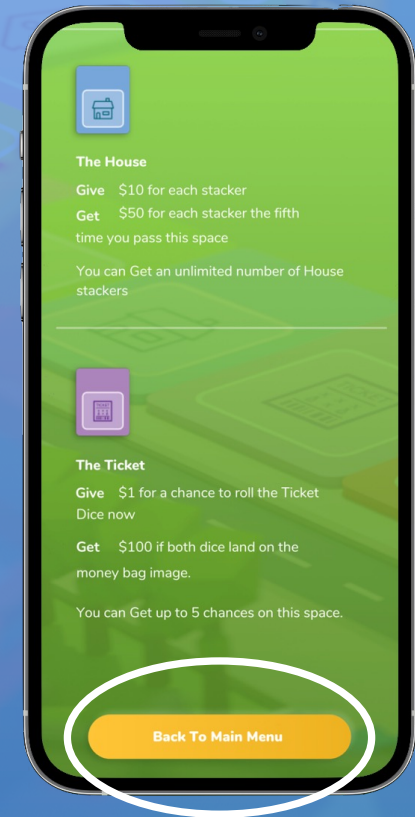 The House
Give $10 for each stacker
Get $50 for each stacker the fifth
time you pass this space
You can Get an unlimited number of House
stackers
The Ticket
Give $1 for a chance to roll the Ticket
Dice now
Get $100 if both dice land on the
money bag image.
You can Get up to 5 chances on this space.
Back To Main Menu